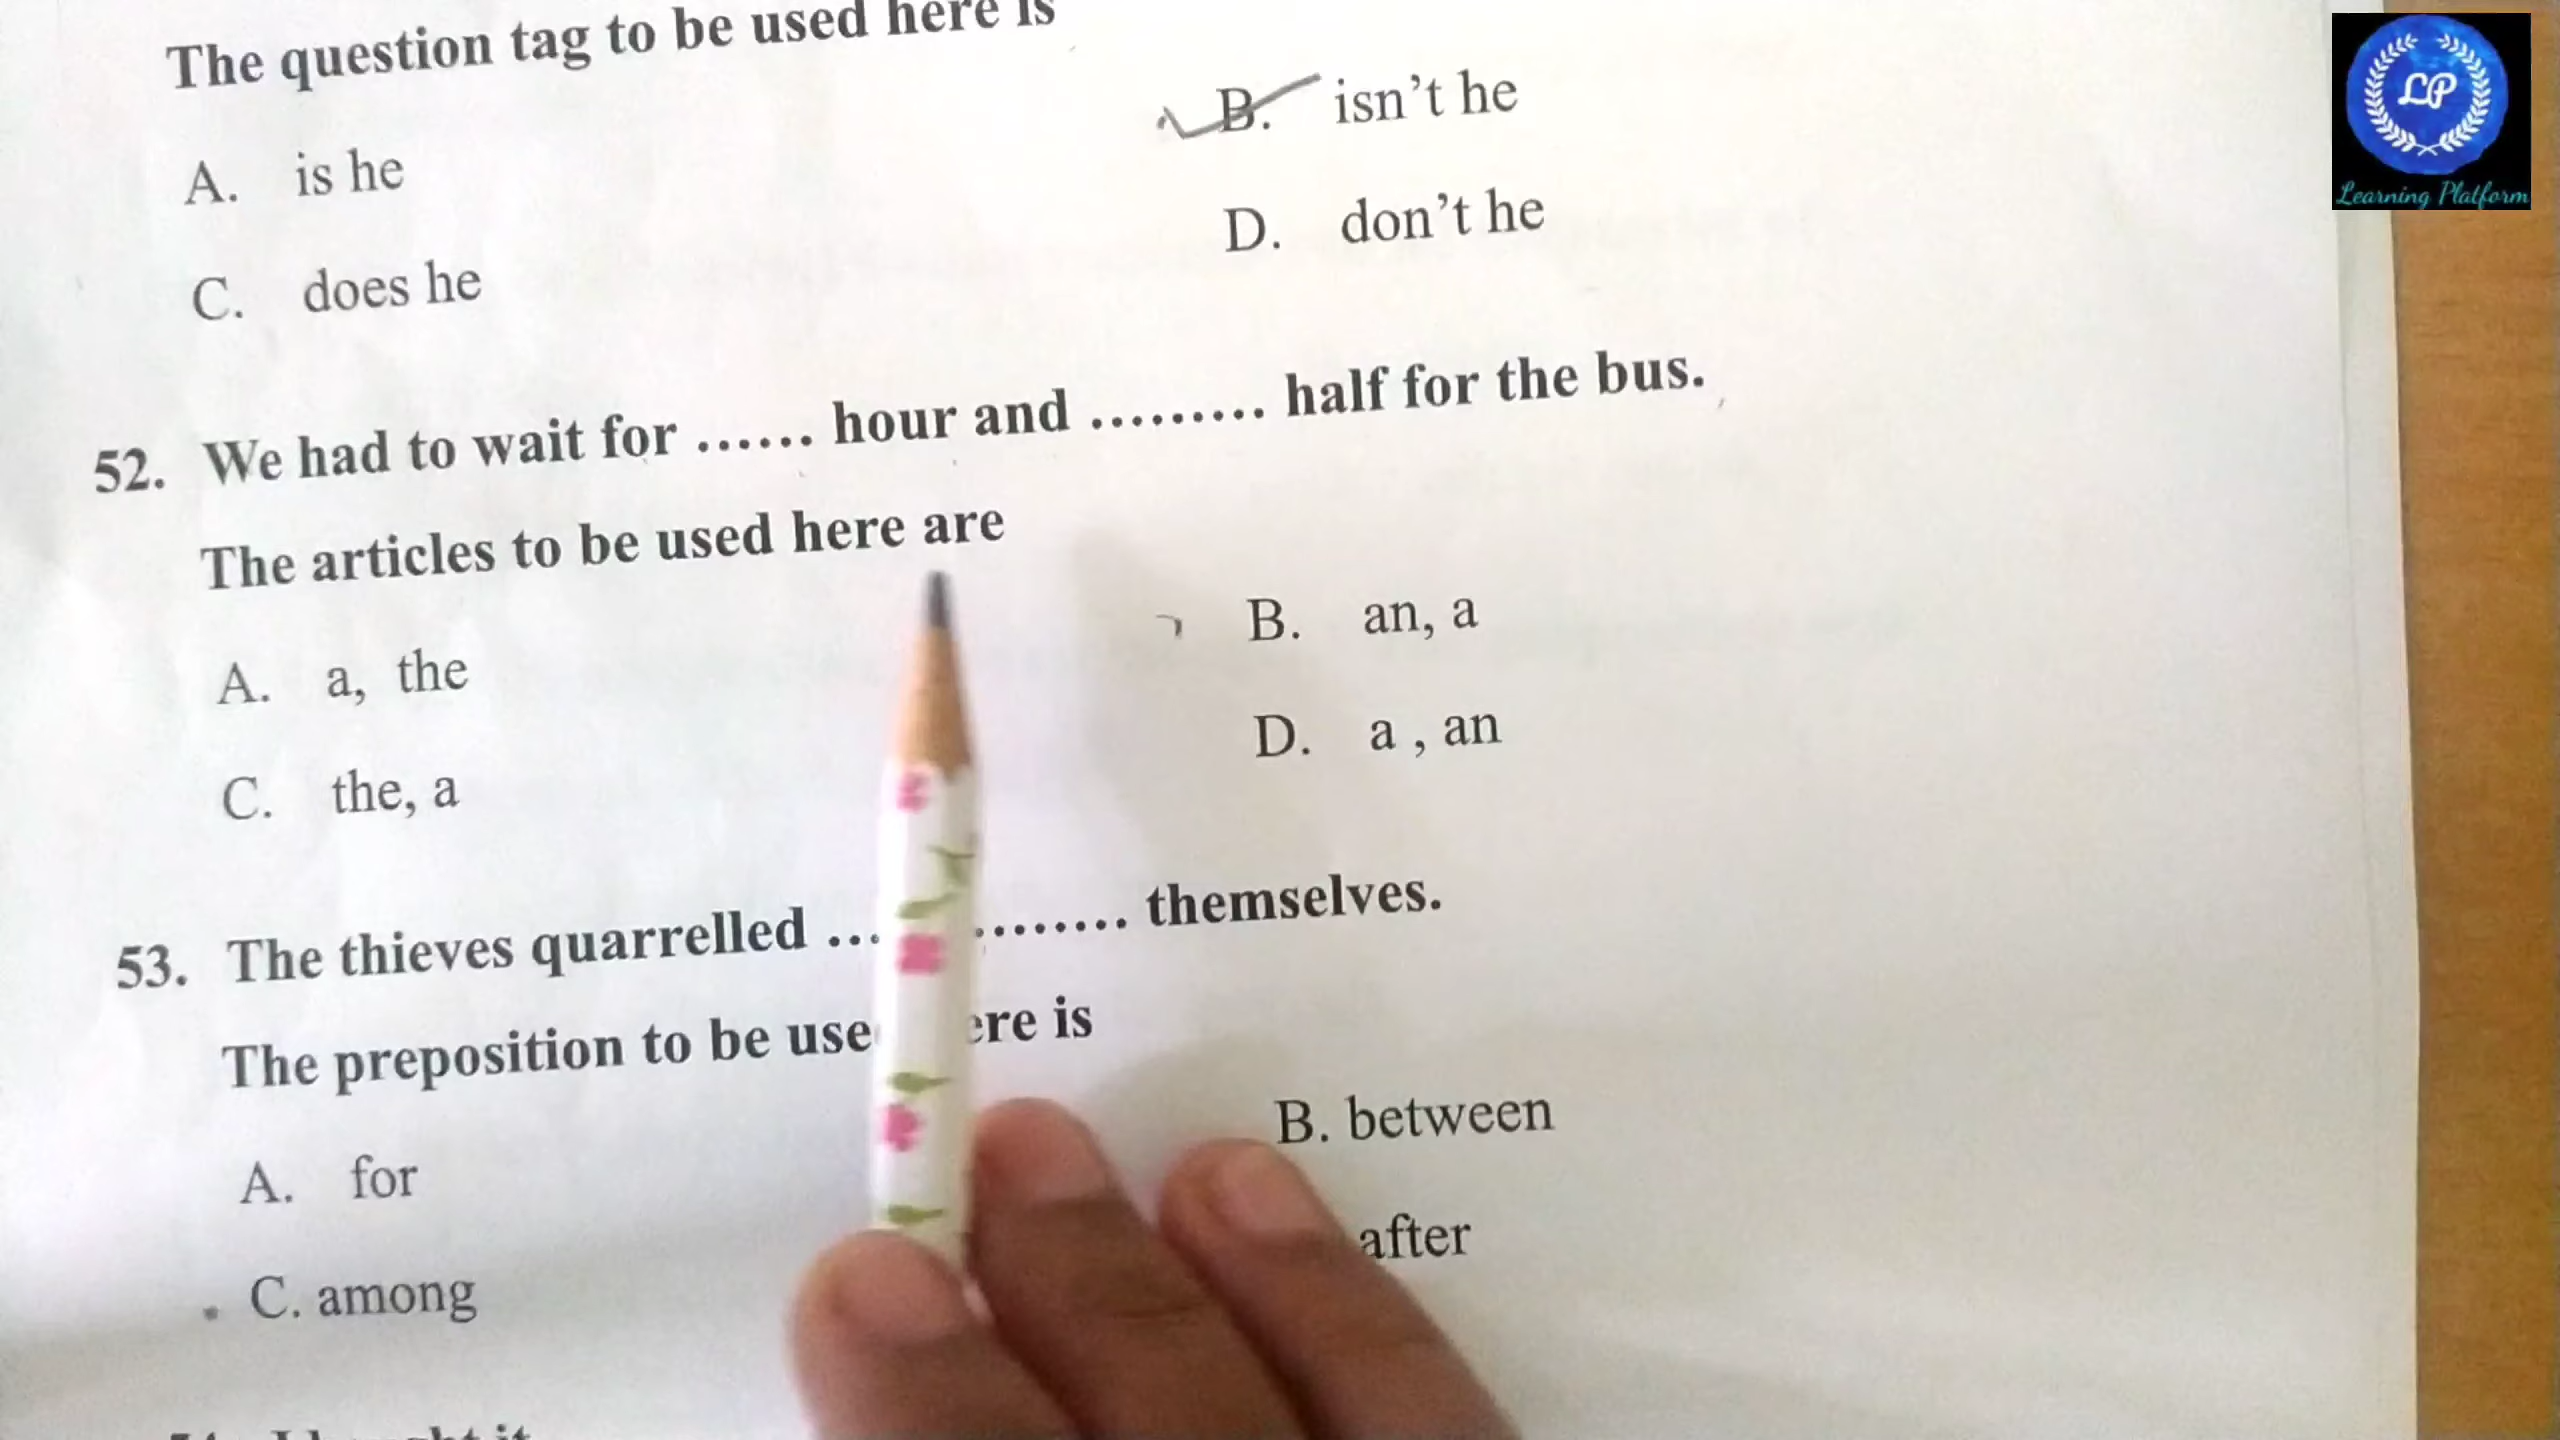 The question tag to be used here is
A. is he
B. isn't he
C. does he
D. don't he
52. We had to wait for ...... hour and ......... half for the bus.
The articles to be used here are
A. a, the
B. an, a
C. the, a
D. a , an
53. The thieves quarrelled ... ........ themselves.
The preposition to be is
A. for
B. between
C. among
after
LP
Learning Platform